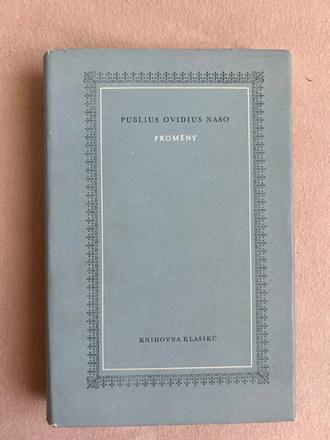 PUBLIUS OVIDIUS NASO
PROMĚNY
KNIHOVNA KLASIKŮ